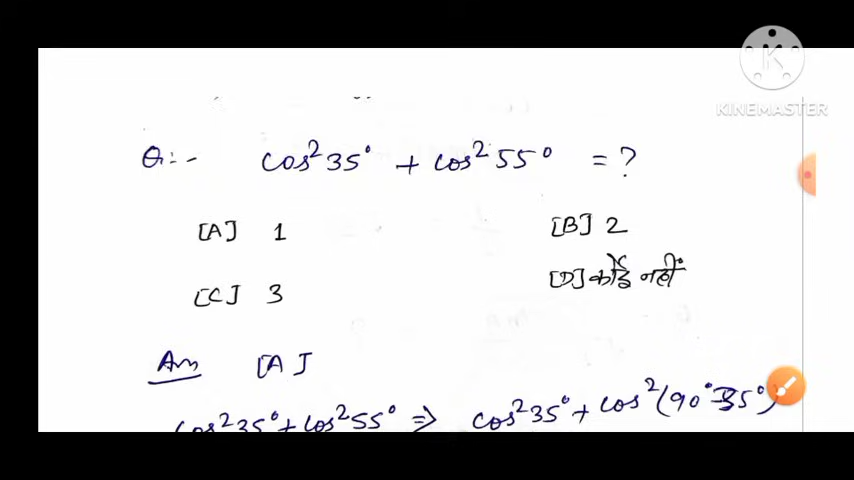 KINEMASTER
Q:- cos²35° + cos²55° = ?
[A] 1 [B] 2
[C] 3 [D] कोई नहीं
Ans [A]
cos²35° + cos²55° ⇒ cos²35° + cos²(90°-35°)